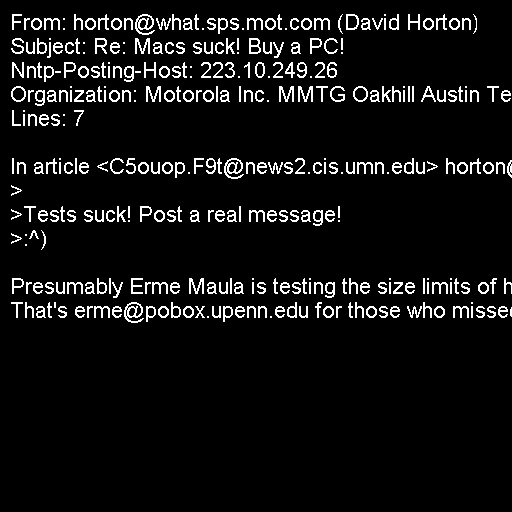 From: horton@what.sps.mot.com (David Horton)
Subject: Re: Macs suck! Buy a PC!
Nntp-Posting-Host: 223.10.249.26
Organization: Motorola Inc. MMTG Oakhill Austin Te
Lines: 7

In article <C5ouop.F9t@news2.cis.umn.edu> horton@
>
>Tests suck! Post a real message!
>:^)

Presumably Erme Maula is testing the size limits of h
That's erme@pobox.upenn.edu for those who missed